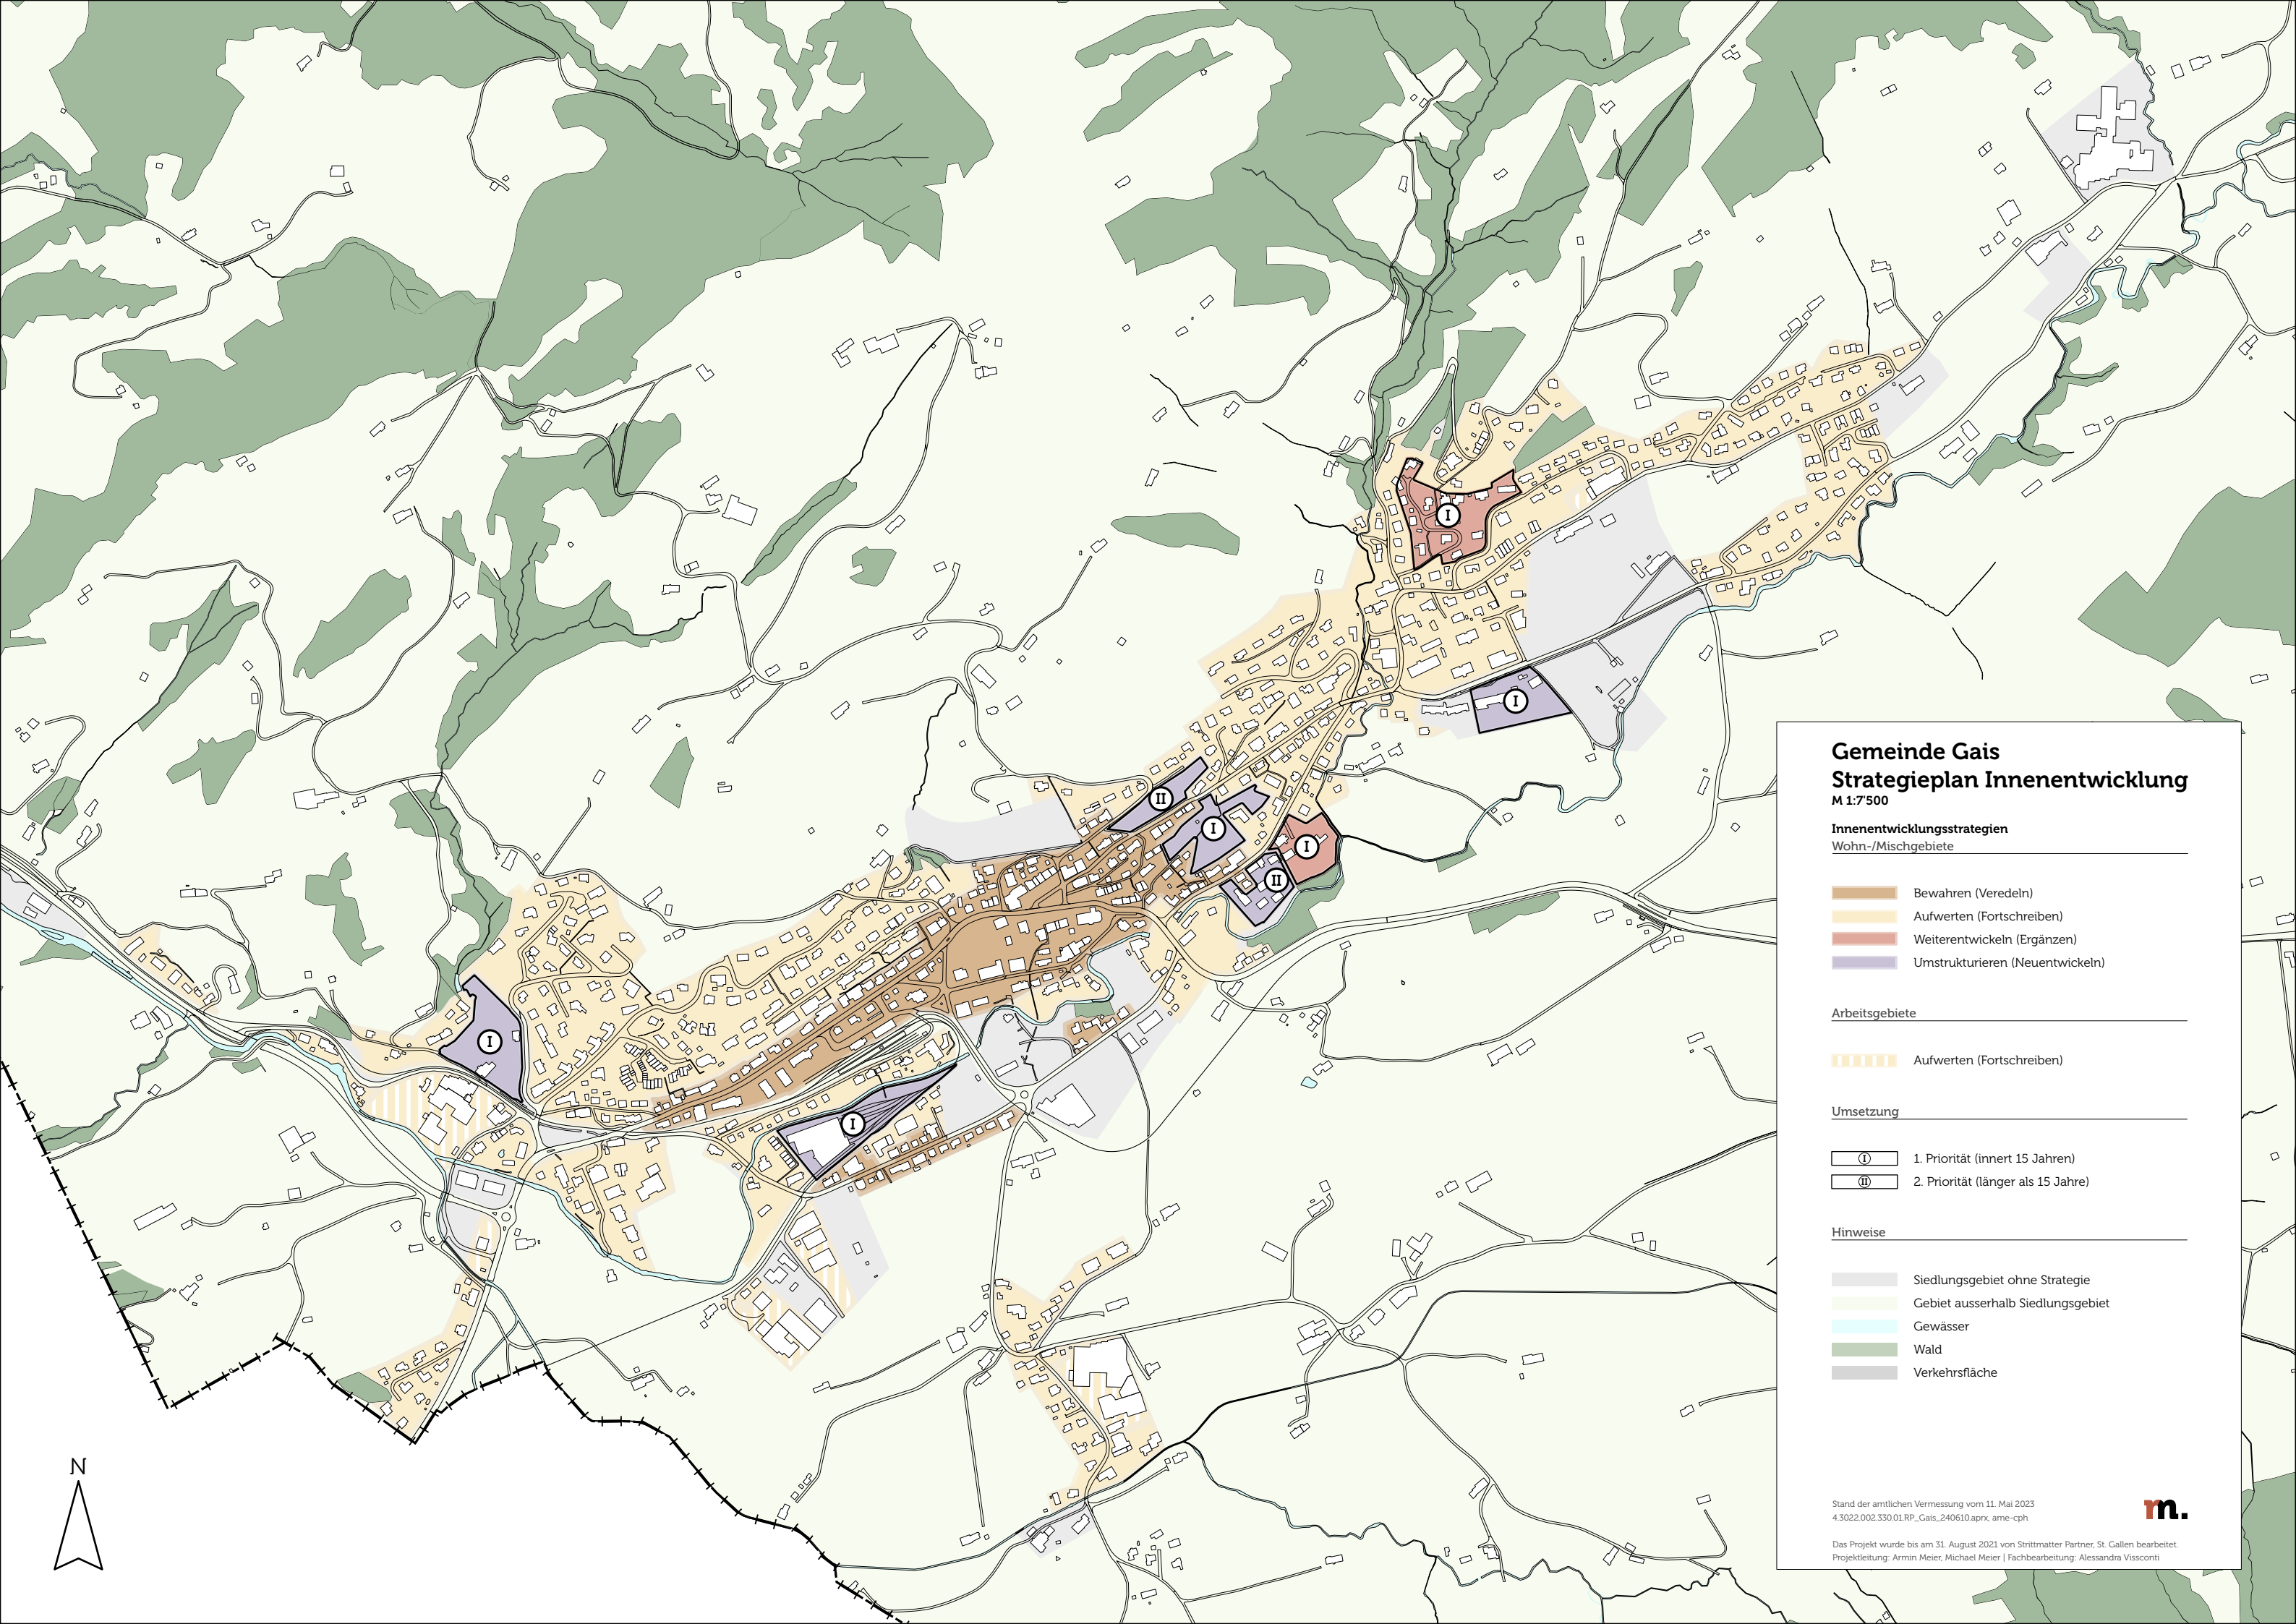 I
I
II
I
I
II
I
I
N
Gemeinde Gais
Strategieplan Innenentwicklung
M 1:7'500
Innenentwicklungsstrategien
Wohn-/Mischgebiete
Bewahren (Veredeln)
Aufwerten (Fortschreiben)
Weiterentwickeln (Ergänzen)
Umstrukturieren (Neuentwickeln)
Arbeitsgebiete
Aufwerten (Fortschreiben)
Umsetzung
I 1. Priorität (innert 15 Jahren)
II 2. Priorität (länger als 15 Jahre)
Hinweise
Siedlungsgebiet ohne Strategie
Gebiet ausserhalb Siedlungsgebiet
Gewässer
Wald
Verkehrsfläche
Stand der amtlichen Vermessung vom 11. Mai 2023
4.3022.002.330.01.RP_Gais_240610.aprx, ame-cph
m.
Das Projekt wurde bis am 31. August 2021 von Strittmatter Partner, St. Gallen bearbeitet.
Projektleitung: Armin Meier, Michael Meier | Fachbearbeitung: Alessandra Vissconti